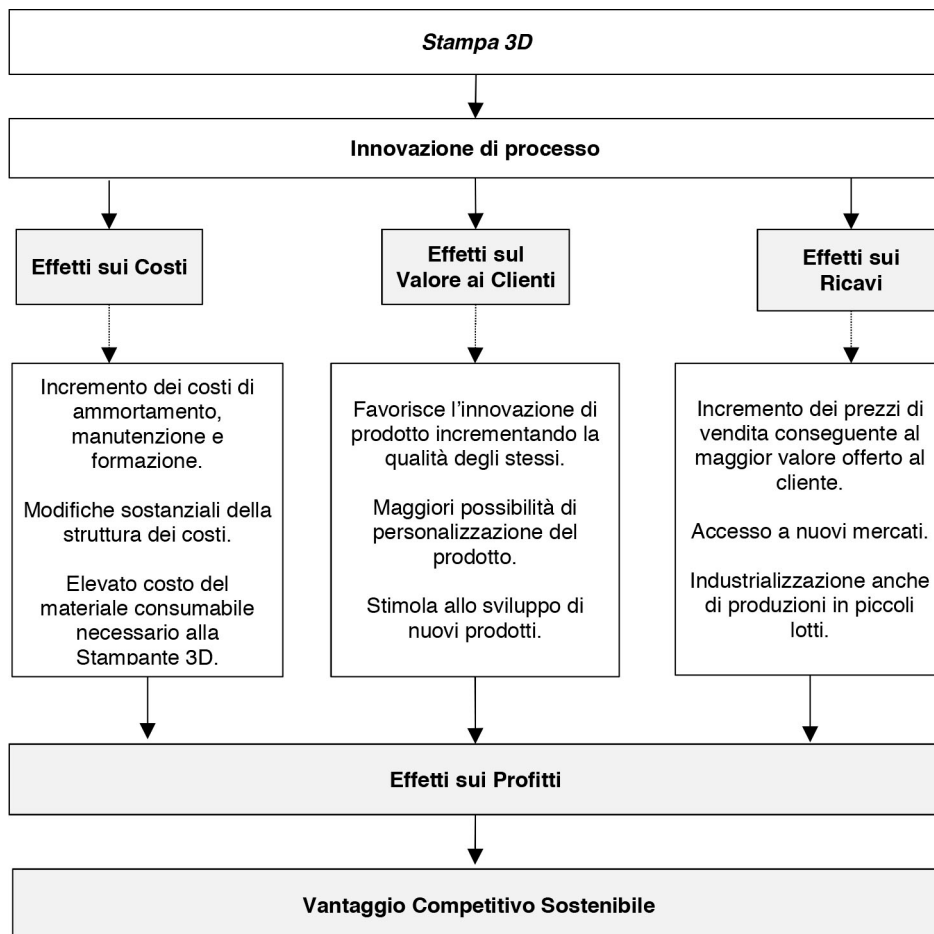 Stampa 3D
Innovazione di processo
Effetti sui Costi
Effetti sul
Valore ai Clienti
Effetti sui
Ricavi
Incremento dei costi di
ammortamento,
manutenzione e
formazione.
Modifiche sostanziali della
struttura dei costi.
Elevato costo del
materiale consumabile
necessario alla
Stampante 3D.
Favorisce l’innovazione di
prodotto incrementando la
qualità degli stessi.
Maggiori possibilità di
personalizzazione del
prodotto.
Stimola allo sviluppo di
nuovi prodotti.
Incremento dei prezzi di
vendita conseguente al
maggior valore offerto al
cliente.
Accesso a nuovi mercati.
Industrializzazione anche
di produzioni in piccoli
lotti.
Effetti sui Profitti
Vantaggio Competitivo Sostenibile